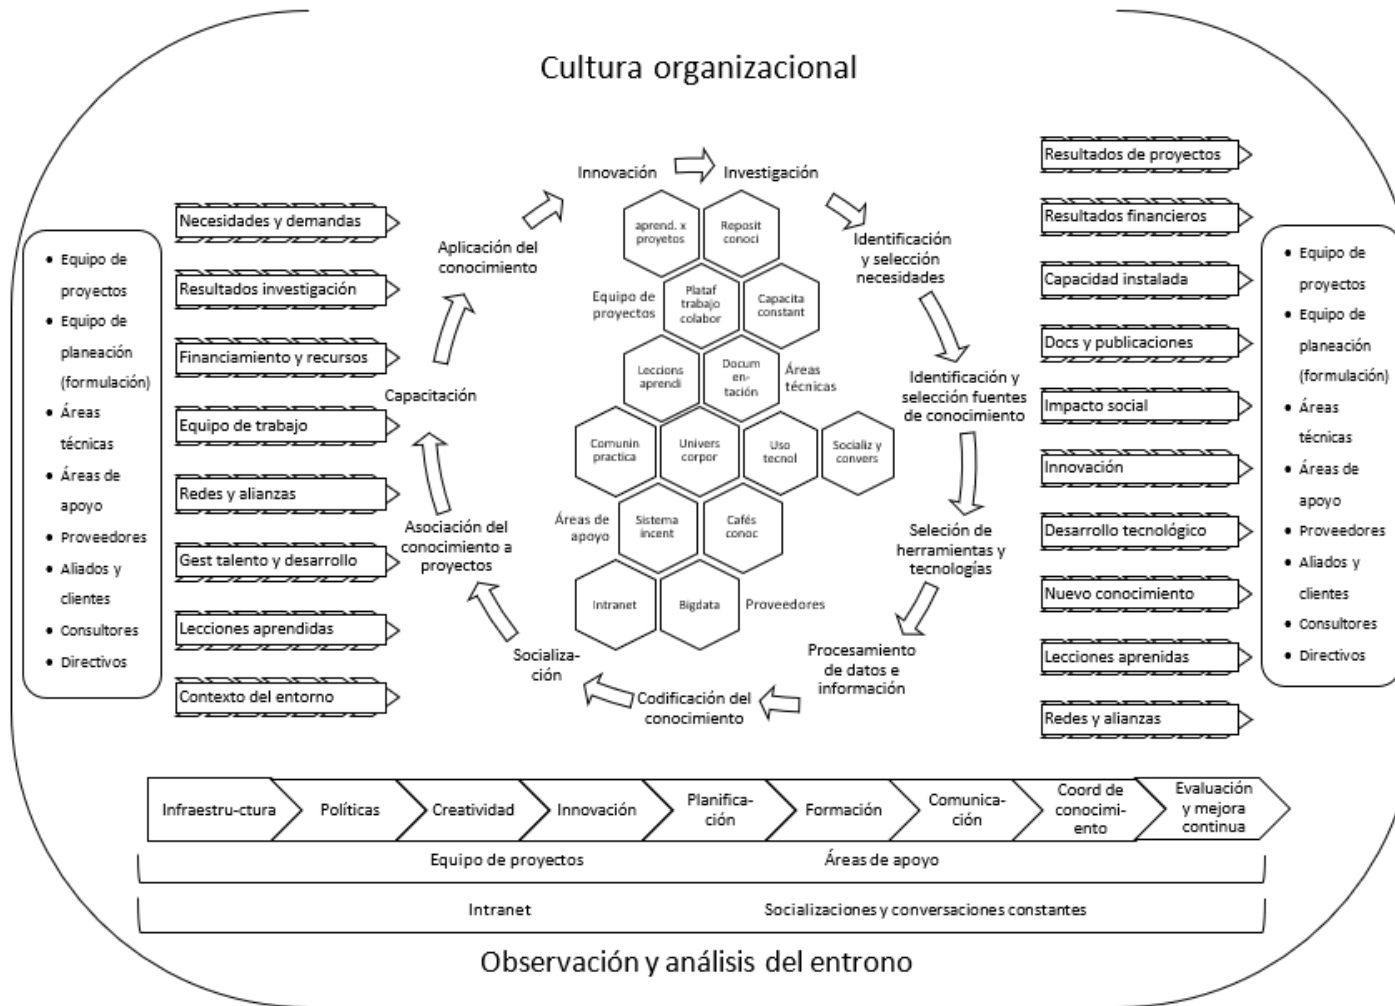 Cultura organizacional
• Equipo de
proyectos
• Equipo de
planeación
(formulación)
• Áreas
técnicas
• Áreas de
apoyo
• Proveedores
• Aliados y
clientes
• Consultores
• Directivos
Necesidades y demandas
Resultados investigación
Financiamiento y recursos
Equipo de trabajo
Redes y alianzas
Gest talento y desarrollo
Lecciones aprendidas
Contexto del entorno
Innovación
Investigación
Identificación
y selección
necesidades
Identificación y
selección fuentes
de conocimiento
Seleción de
herramientas y
tecnologías
Procesamiento
de datos e
información
Codificación del
conocimiento
Socializa-
ción
Asociación del
conocimiento a
proyectos
Capacitación
Aplicación del
conocimiento
aprend. x
proyetos
Reposit
conoci
Equipo de
proyectos
Plataf
trabajo
colabor
Capacita
constant
Leccions
aprendi
Docum
en-
tación
Áreas
técnicas
Comunin
practica
Univers
corpor
Uso
tecnol
Socializ y
convers
Áreas de
apoyo
Sistema
incent
Cafés
conoc
Intranet
Bigdata
Proveedores
Resultados de proyectos
Resultados financieros
Capacidad instalada
Docs y publicaciones
Impacto social
Innovación
Desarrollo tecnológico
Nuevo conocimiento
Lecciones aprenidas
Redes y alianzas
• Equipo de
proyectos
• Equipo de
planeación
(formulación)
• Áreas
técnicas
• Áreas de
apoyo
• Proveedores
• Aliados y
clientes
• Consultores
• Directivos
Infraestru-ctura
Políticas
Creatividad
Innovación
Planifica-
ción
Formación
Comunica-
ción
Coord de
conocimi-
ento
Evaluación
y mejora
continua
Equipo de proyectos
Áreas de apoyo
Intranet
Socializaciones y conversaciones constantes
Observación y análisis del entrono